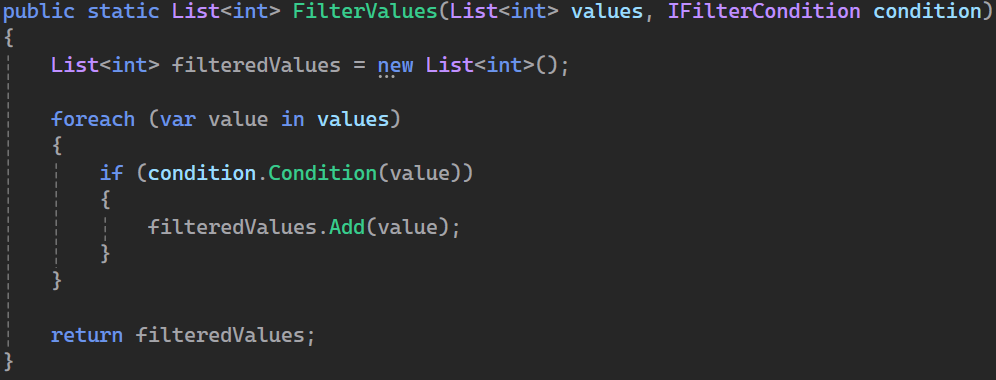 public static List<int> FilterValues(List<int> values, IFilterCondition condition)
{
    List<int> filteredValues = new List<int>();

    foreach (var value in values)
    {
        if (condition.Condition(value))
        {
            filteredValues.Add(value);
        }
    }

    return filteredValues;
}